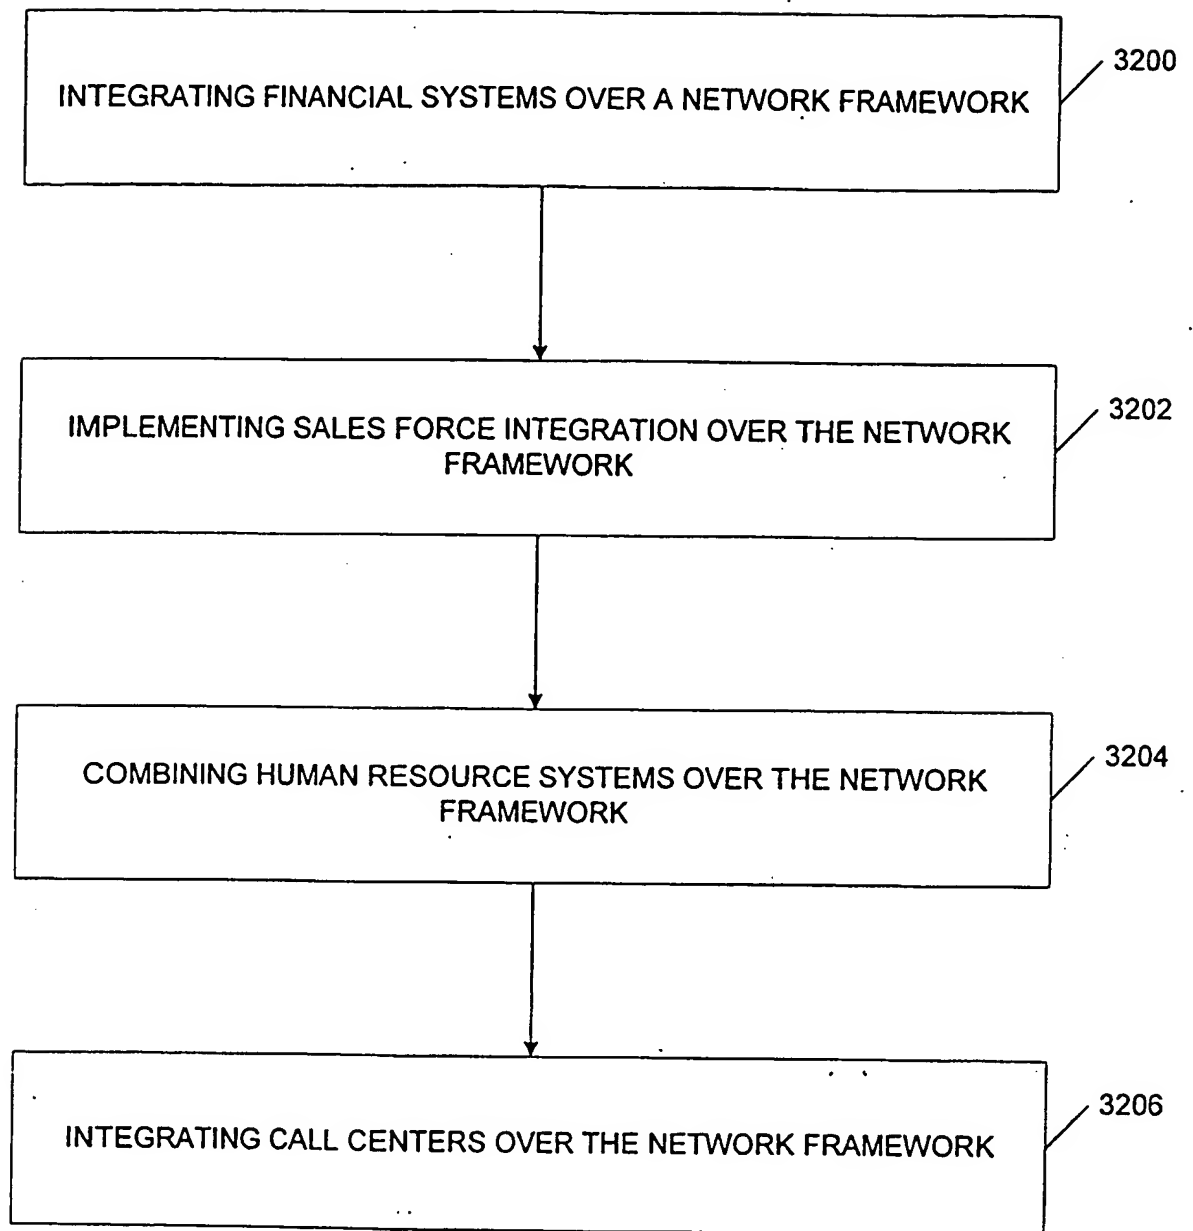 INTEGRATING FINANCIAL SYSTEMS OVER A NETWORK FRAMEWORK
3200
IMPLEMENTING SALES FORCE INTEGRATION OVER THE NETWORK
FRAMEWORK
3202
COMBINING HUMAN RESOURCE SYSTEMS OVER THE NETWORK
FRAMEWORK
3204
INTEGRATING CALL CENTERS OVER THE NETWORK FRAMEWORK
3206